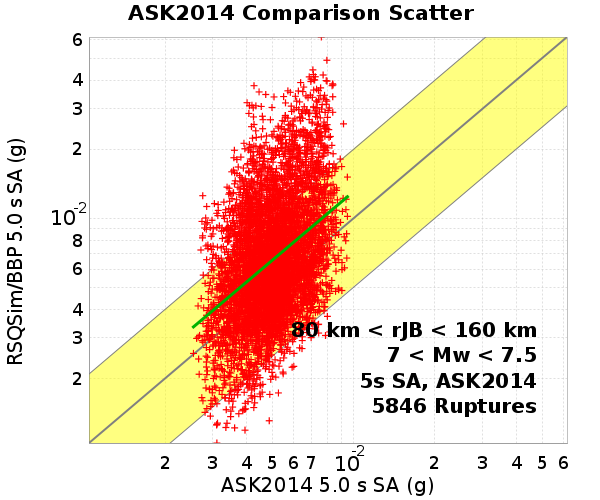 ASK2014 Comparison Scatter
6
4
3
2
10-2
8
6
4
3
2
RSQSim/BBP 5.0 s SA (g)
80 km < rJB < 160 km
7 < Mw < 7.5
5s SA, ASK2014
5846 Ruptures
2 3 4 5 6 7 10-2 2 3 4 5 6
ASK2014 5.0 s SA (g)